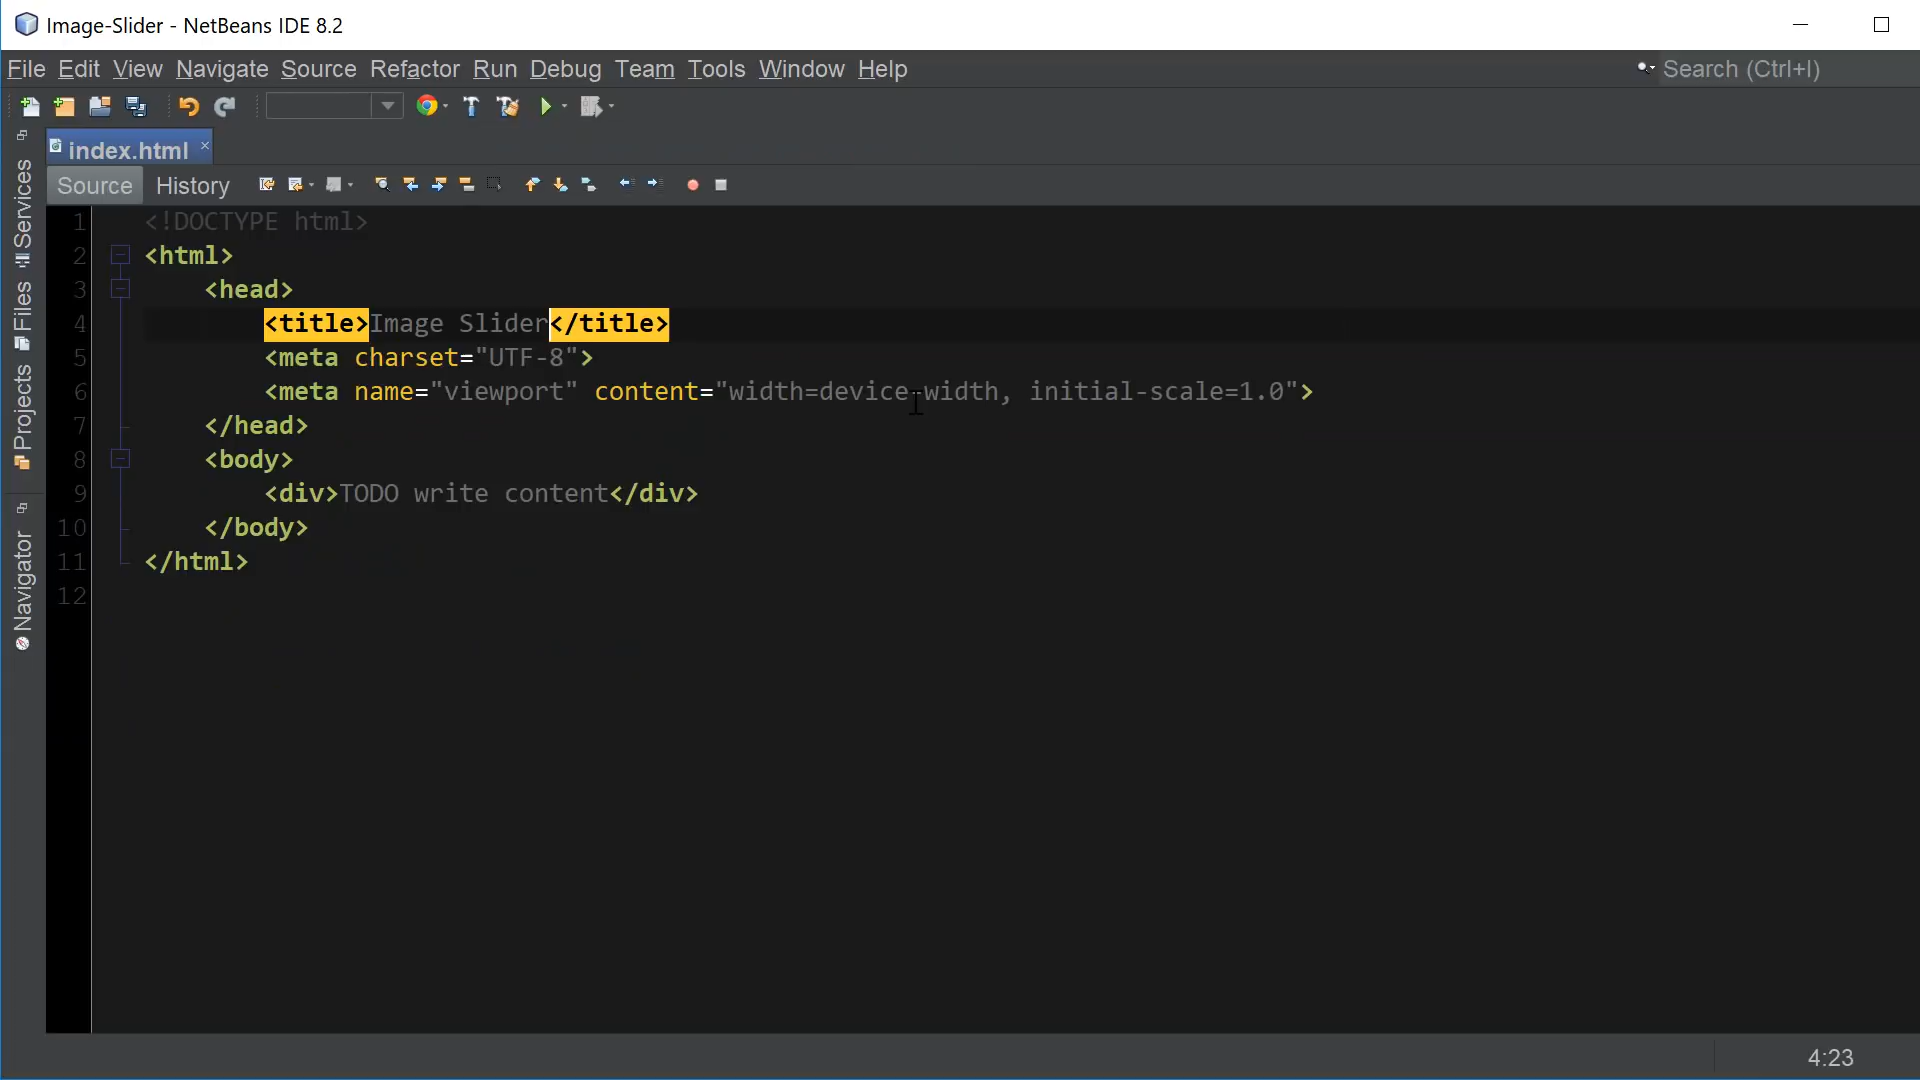 Image-Slider - NetBeans IDE 8.2
File Edit View Navigate Source Refactor Run Debug Team Tools Window Help
Search (Ctrl+I)
index.html
Source History
Services
Files
Projects
Navigator
1 <!DOCTYPE html>
2 <html>
3 <head>
4 <title>Image Slider</title>
5 <meta charset="UTF-8">
6 <meta name="viewport" content="width=device-width, initial-scale=1.0">
7 </head>
8 <body>
9 <div>TODO write content</div>
10 </body>
11 </html>
12
4:23